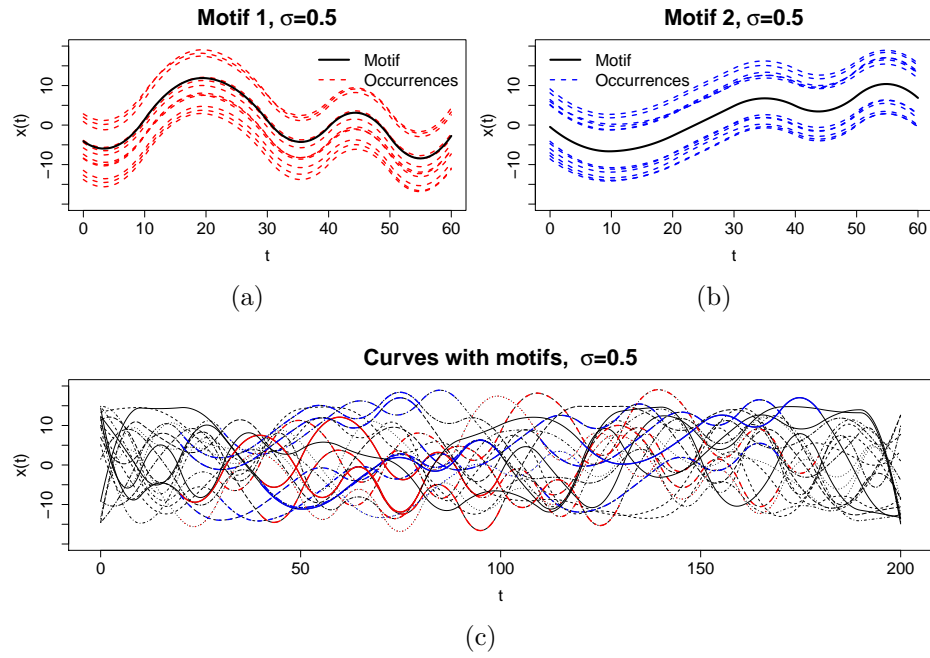 Motif 1, σ=0.5
Motif
Occurrences
x(t)
−10 0 10
0 10 20 30 40 50 60
t
(a)
Motif 2, σ=0.5
Motif
Occurrences
x(t)
−10 0 10
0 10 20 30 40 50 60
t
(b)
Curves with motifs, σ=0.5
x(t)
−10 0 10
0 50 100 150 200
t
(c)